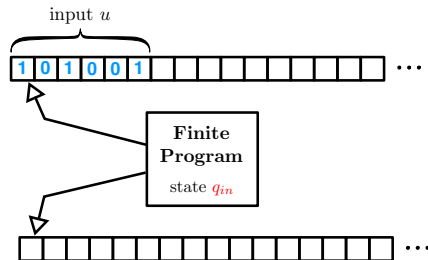 input u
1 0 1 0 0 1
...
Finite
Program
state q_in
...